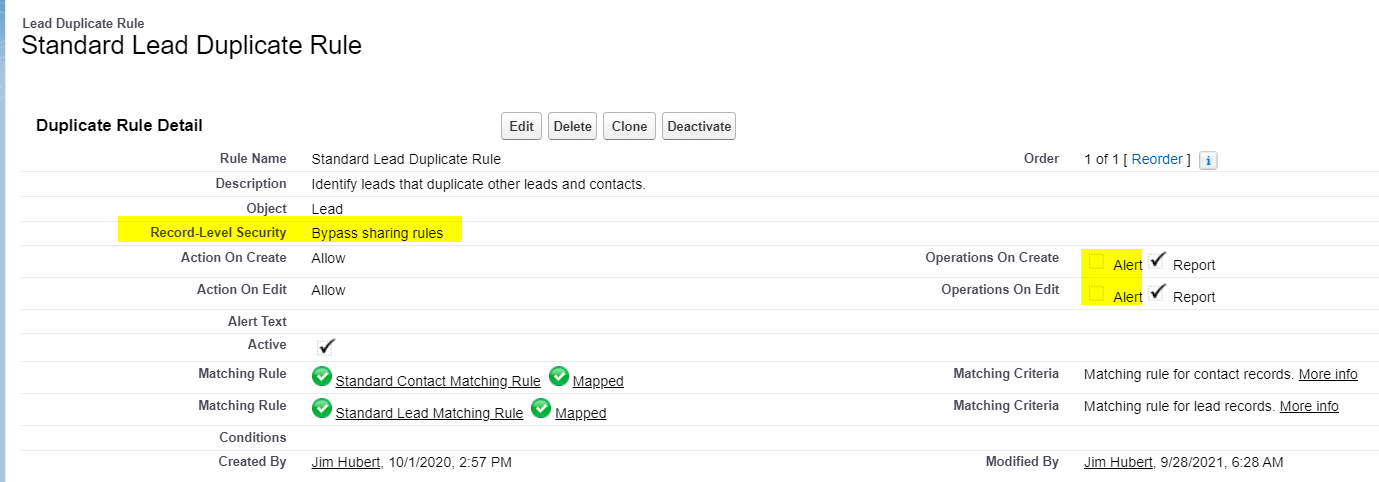 Lead Duplicate Rule
Standard Lead Duplicate Rule
Duplicate Rule Detail Edit Delete Clone Deactivate
Rule Name Standard Lead Duplicate Rule Order 1 of 1 [ Reorder ] i
Description Identify leads that duplicate other leads and contacts.
Object Lead
Record-Level Security Bypass sharing rules
Action On Create Allow Operations On Create Alert Report
Action On Edit Allow Operations On Edit Alert Report
Alert Text
Active
Matching Rule Standard Contact Matching Rule Mapped Matching Criteria Matching rule for contact records. More info
Matching Rule Standard Lead Matching Rule Mapped Matching Criteria Matching rule for lead records. More info
Conditions
Created By Jim Hubert, 10/1/2020, 2:57 PM Modified By Jim Hubert, 9/28/2021, 6:28 AM